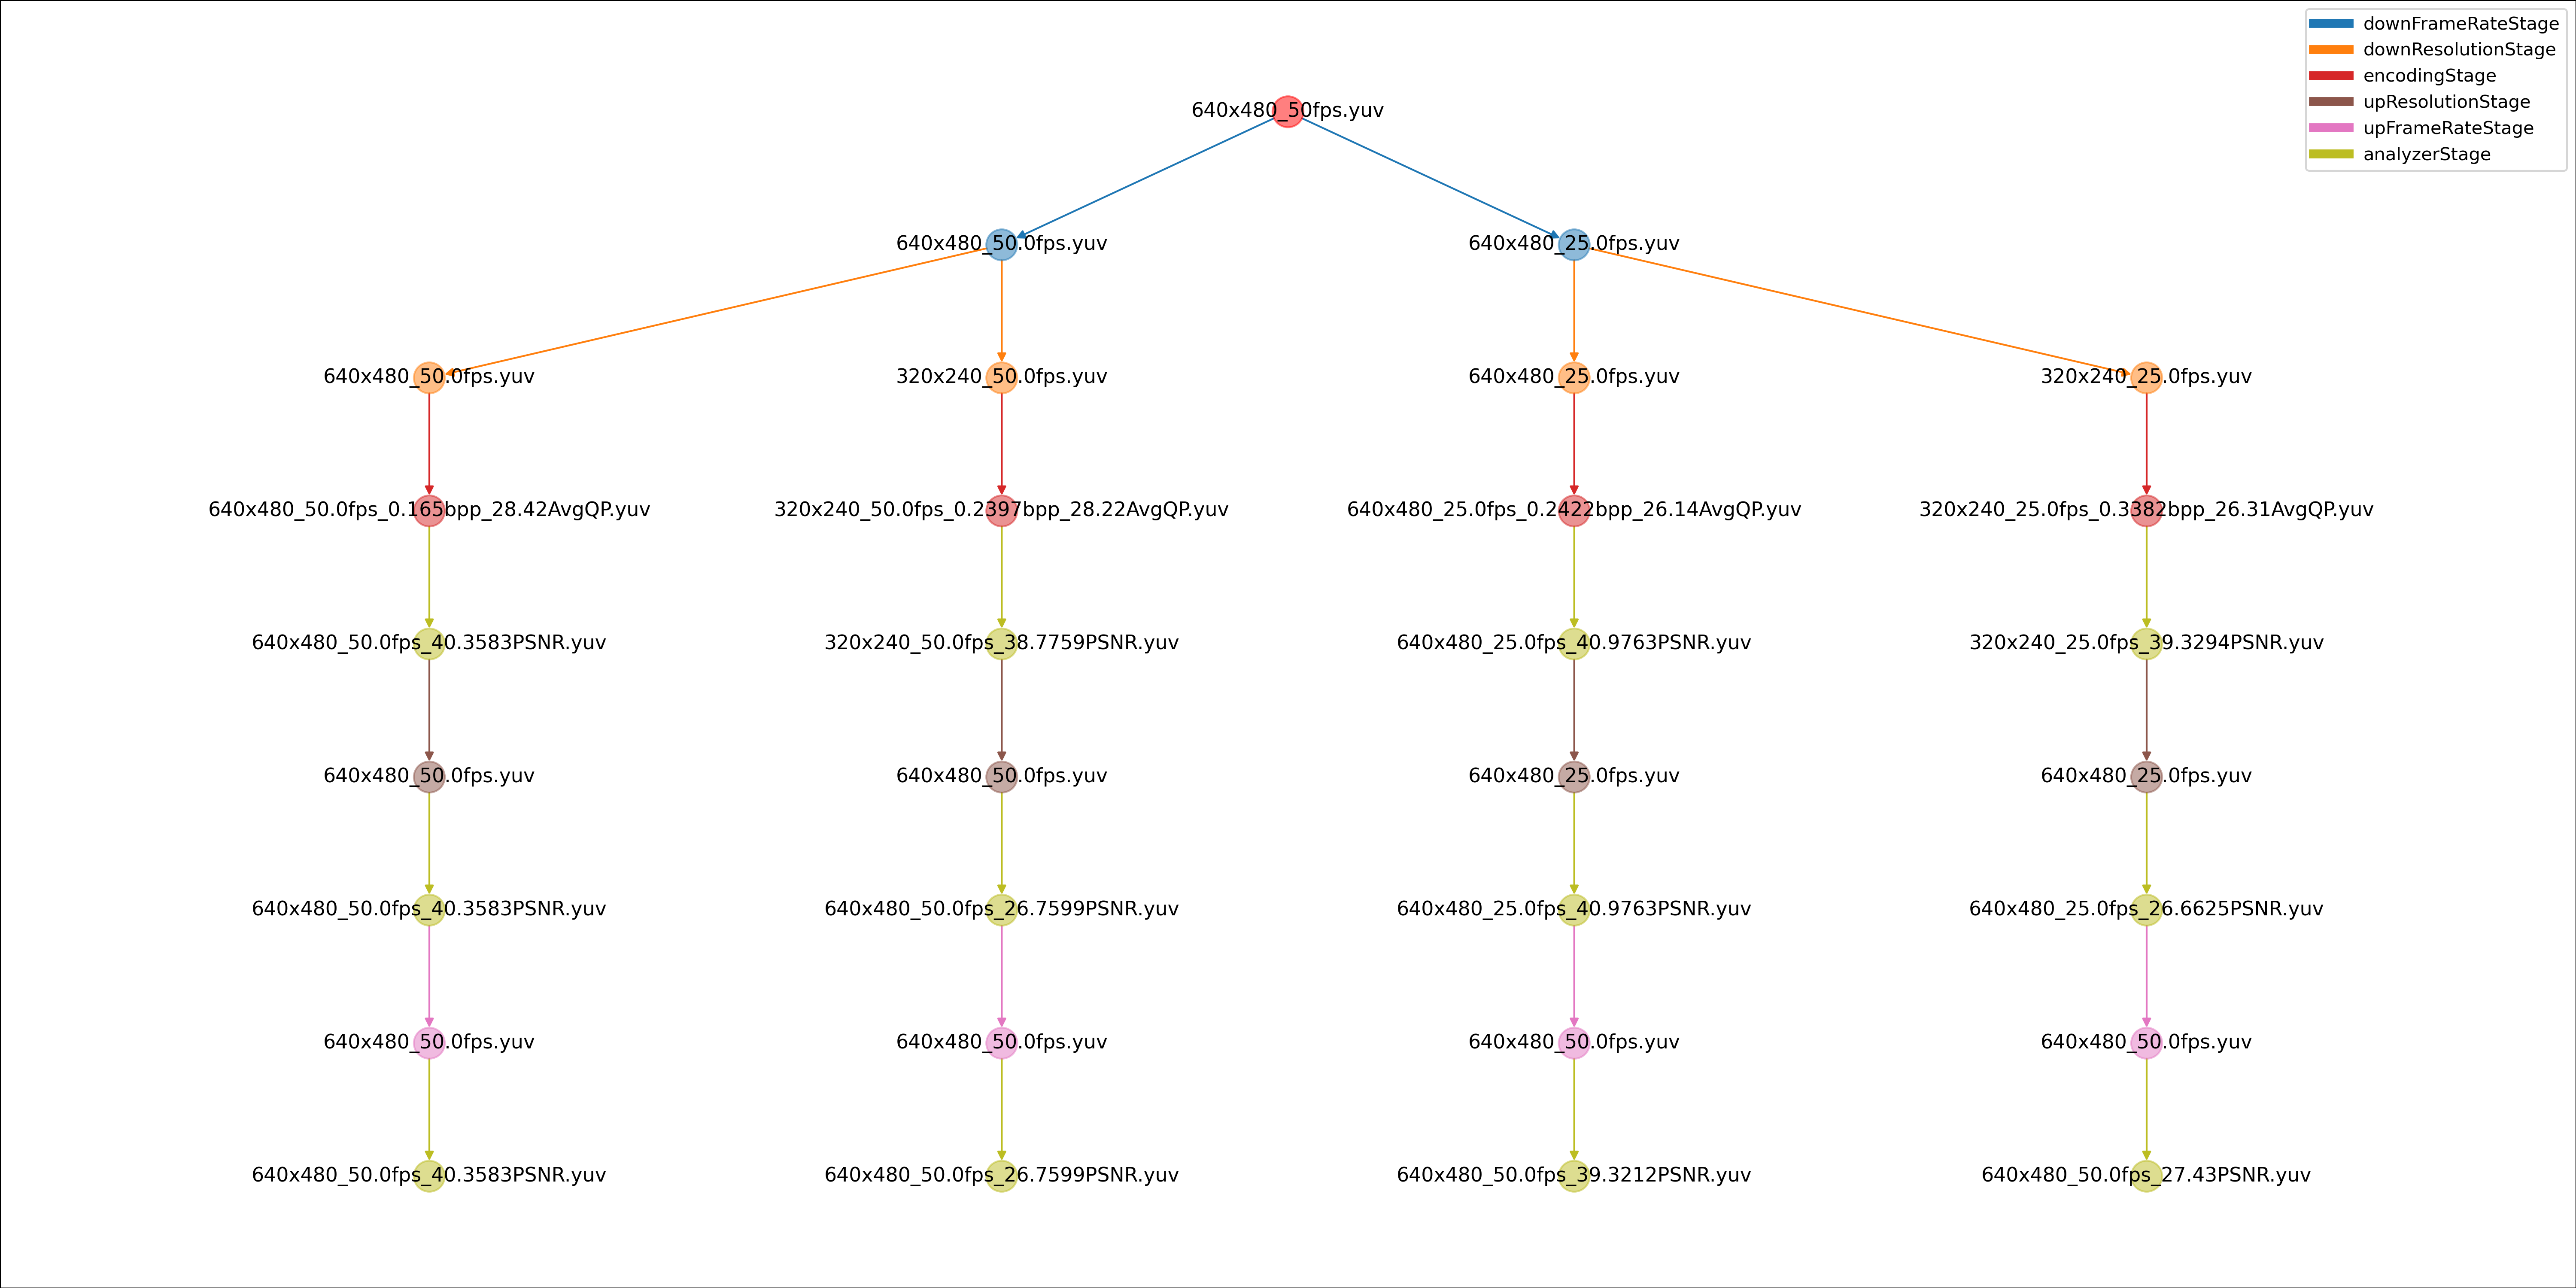 downFrameRateStage
downResolutionStage
encodingStage
upResolutionStage
upFrameRateStage
analyzerStage
640x480_50fps.yuv
640x480_50.0fps.yuv
640x480_25.0fps.yuv
640x480_50.0fps.yuv
320x240_50.0fps.yuv
640x480_25.0fps.yuv
320x240_25.0fps.yuv
640x480_50.0fps_0.165bpp_28.42AvgQP.yuv
320x240_50.0fps_0.2397bpp_28.22AvgQP.yuv
640x480_25.0fps_0.2422bpp_26.14AvgQP.yuv
320x240_25.0fps_0.3382bpp_26.31AvgQP.yuv
640x480_50.0fps_40.3583PSNR.yuv
320x240_50.0fps_38.7759PSNR.yuv
640x480_25.0fps_40.9763PSNR.yuv
320x240_25.0fps_39.3294PSNR.yuv
640x480_50.0fps.yuv
640x480_50.0fps.yuv
640x480_25.0fps.yuv
640x480_25.0fps.yuv
640x480_50.0fps_40.3583PSNR.yuv
640x480_50.0fps_26.7599PSNR.yuv
640x480_25.0fps_40.9763PSNR.yuv
640x480_25.0fps_26.6625PSNR.yuv
640x480_50.0fps.yuv
640x480_50.0fps.yuv
640x480_50.0fps.yuv
640x480_50.0fps.yuv
640x480_50.0fps_40.3583PSNR.yuv
640x480_50.0fps_26.7599PSNR.yuv
640x480_50.0fps_39.3212PSNR.yuv
640x480_50.0fps_27.43PSNR.yuv